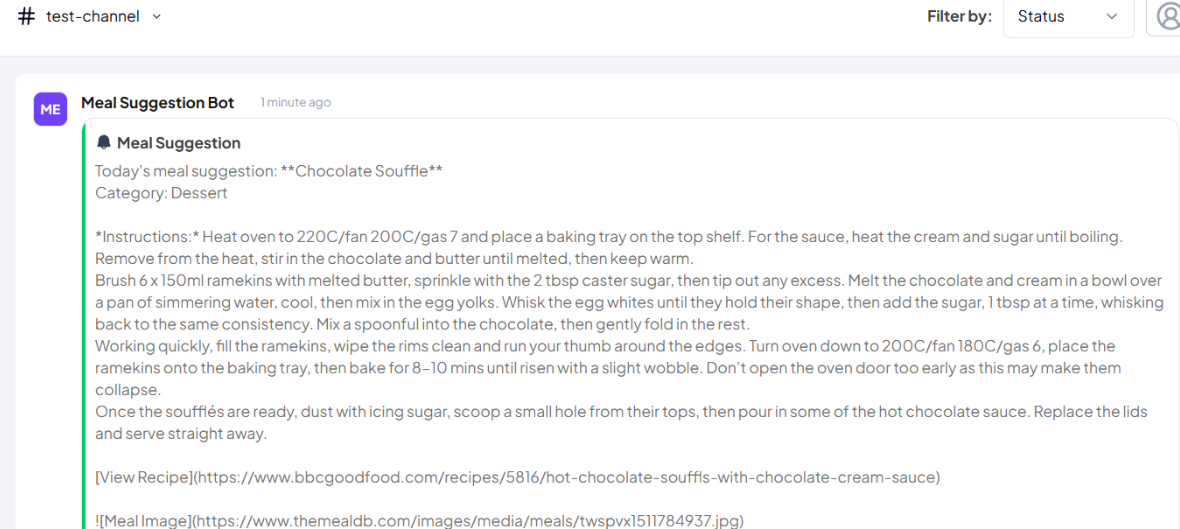 # test-channel
Filter by:
Status
ME
Meal Suggestion Bot
1 minute ago
Meal Suggestion
Today's meal suggestion: **Chocolate Souffle**
Category: Dessert
*Instructions:* Heat oven to 220C/fan 200C/gas 7 and place a baking tray on the top shelf. For the sauce, heat the cream and sugar until boiling.
Remove from the heat, stir in the chocolate and butter until melted, then keep warm.
Brush 6 x 150ml ramekins with melted butter, sprinkle with the 2 tbsp caster sugar, then tip out any excess. Melt the chocolate and cream in a bowl over
a pan of simmering water, cool, then mix in the egg yolks. Whisk the egg whites until they hold their shape, then add the sugar, 1 tbsp at a time, whisking
back to the same consistency. Mix a spoonful into the chocolate, then gently fold in the rest.
Working quickly, fill the ramekins, wipe the rims clean and run your thumb around the edges. Turn oven down to 200C/fan 180C/gas 6, place the
ramekins onto the baking tray, then bake for 8–10 mins until risen with a slight wobble. Don't open the oven door too early as this may make them
collapse.
Once the soufflés are ready, dust with icing sugar, scoop a small hole from their tops, then pour in some of the hot chocolate sauce. Replace the lids
and serve straight away.
[View Recipe](https://www.bbcgoodfood.com/recipes/5816/hot-chocolate-souffls-with-chocolate-cream-sauce)
![Meal Image](https://www.themealdb.com/images/media/meals/twspvx1511784937.jpg)